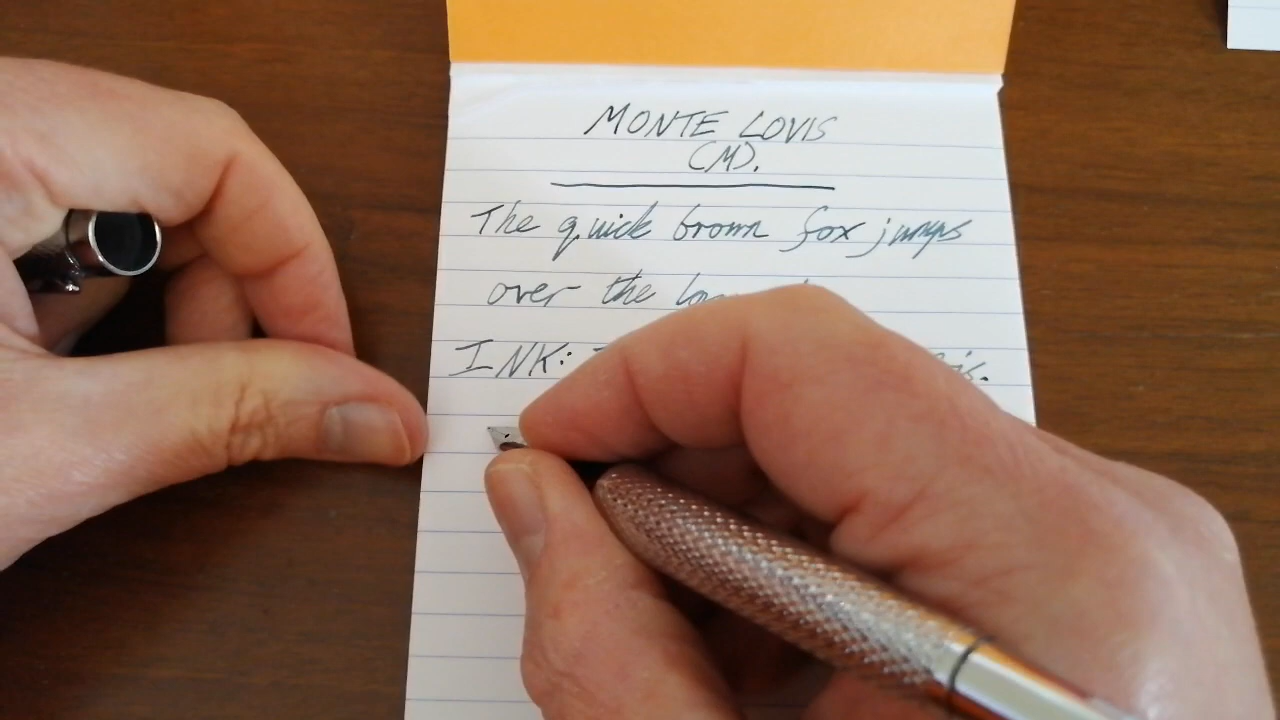 MONTE LOVIS
(M).
The quick brown fox jumps
over the
INK: